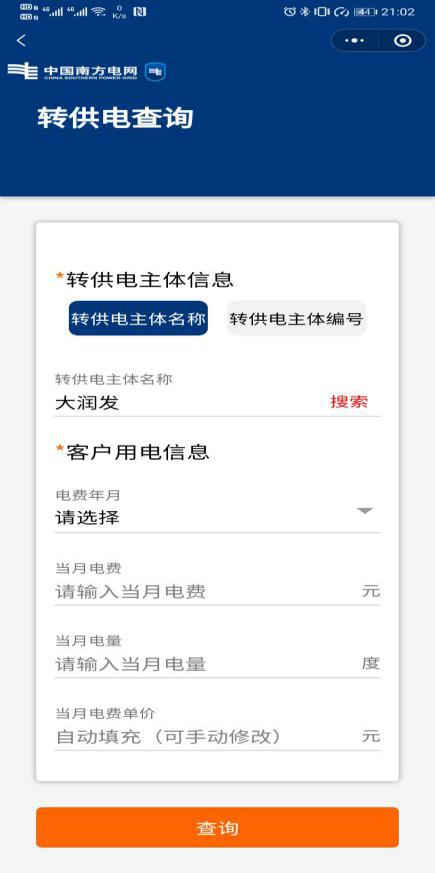 4G 4G 0 K/s 44 21:02
中国南方电网
CHINA SOUTHERN POWER GRID
转供电查询
*转供电主体信息
转供电主体名称 转供电主体编号
转供电主体名称
大润发 搜索
*客户用电信息
电费年月
请选择
当月电费
请输入当月电费 元
当月电量
请输入当月电量 度
当月电费单价
自动填充（可手动修改） 元
查询